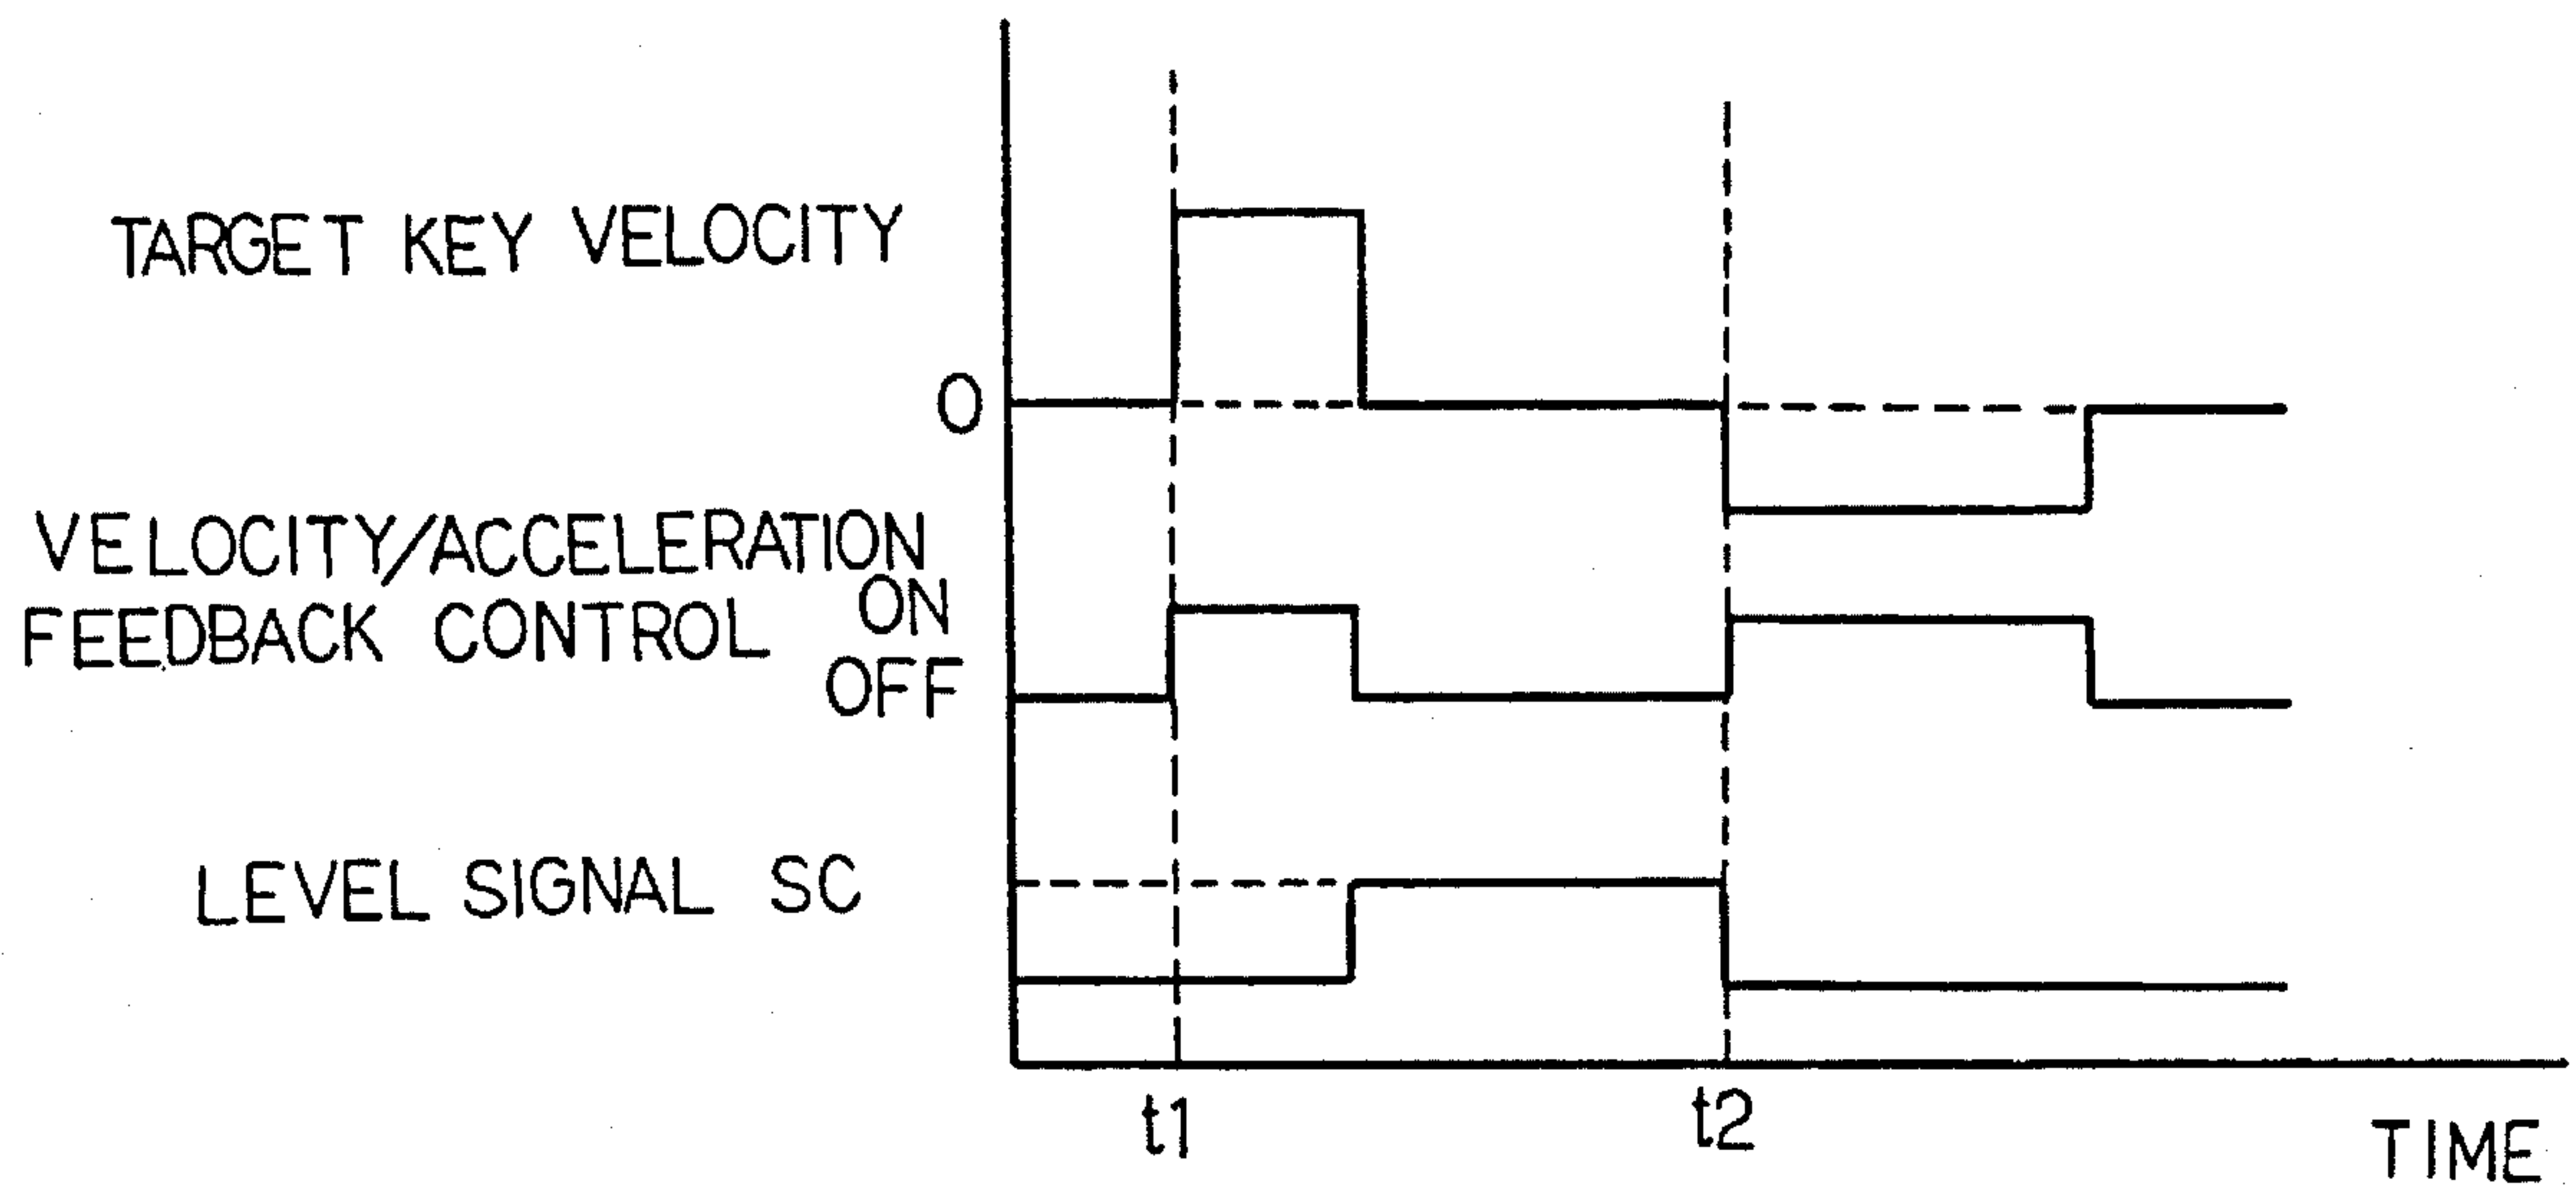 TARGET KEY VELOCITY
0
VELOCITY/ACCELERATION
FEEDBACK CONTROL
ON
OFF
LEVEL SIGNAL SC
t1
t2
TIME